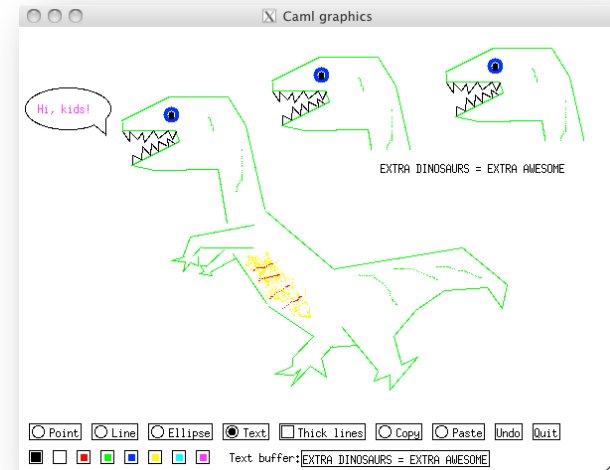 Caml graphics
Hi, kids!
EXTRA DINOSAURS = EXTRA AWESOME
Point Line Ellipse Text Thick lines Copy Paste Undo Quit
Text buffer: EXTRA DINOSAURS = EXTRA AWESOME